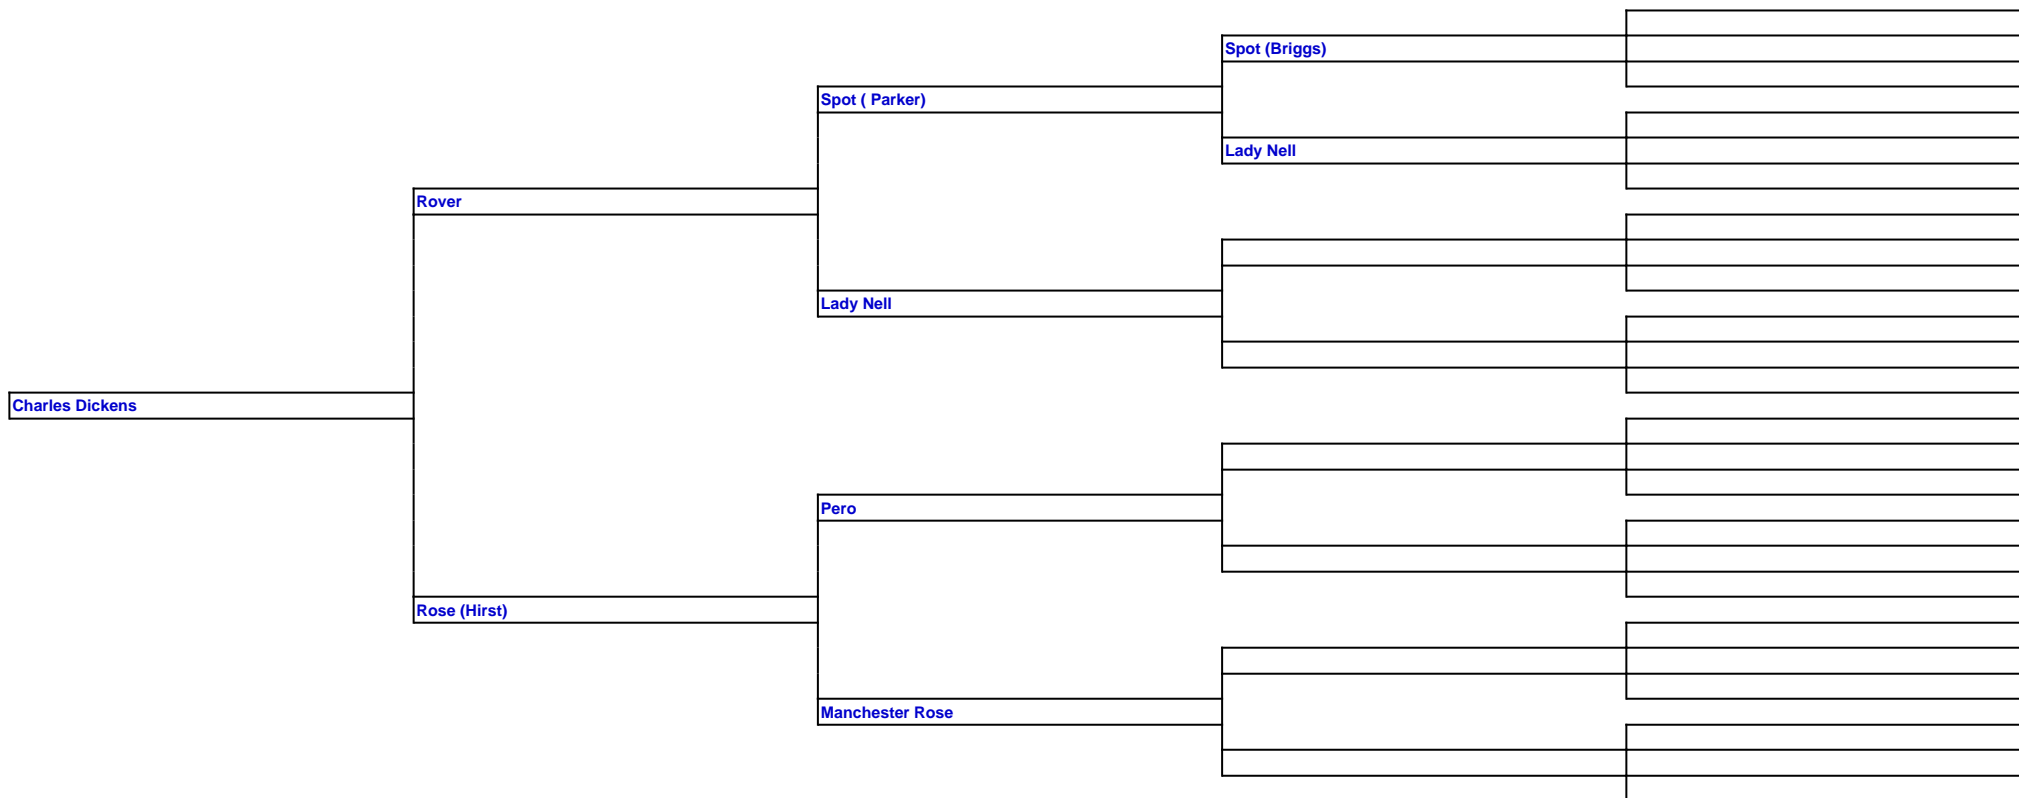 Spot (Briggs)
Spot ( Parker)
Lady Nell
Rover
Lady Nell
Charles Dickens
Pero
Rose (Hirst)
Manchester Rose